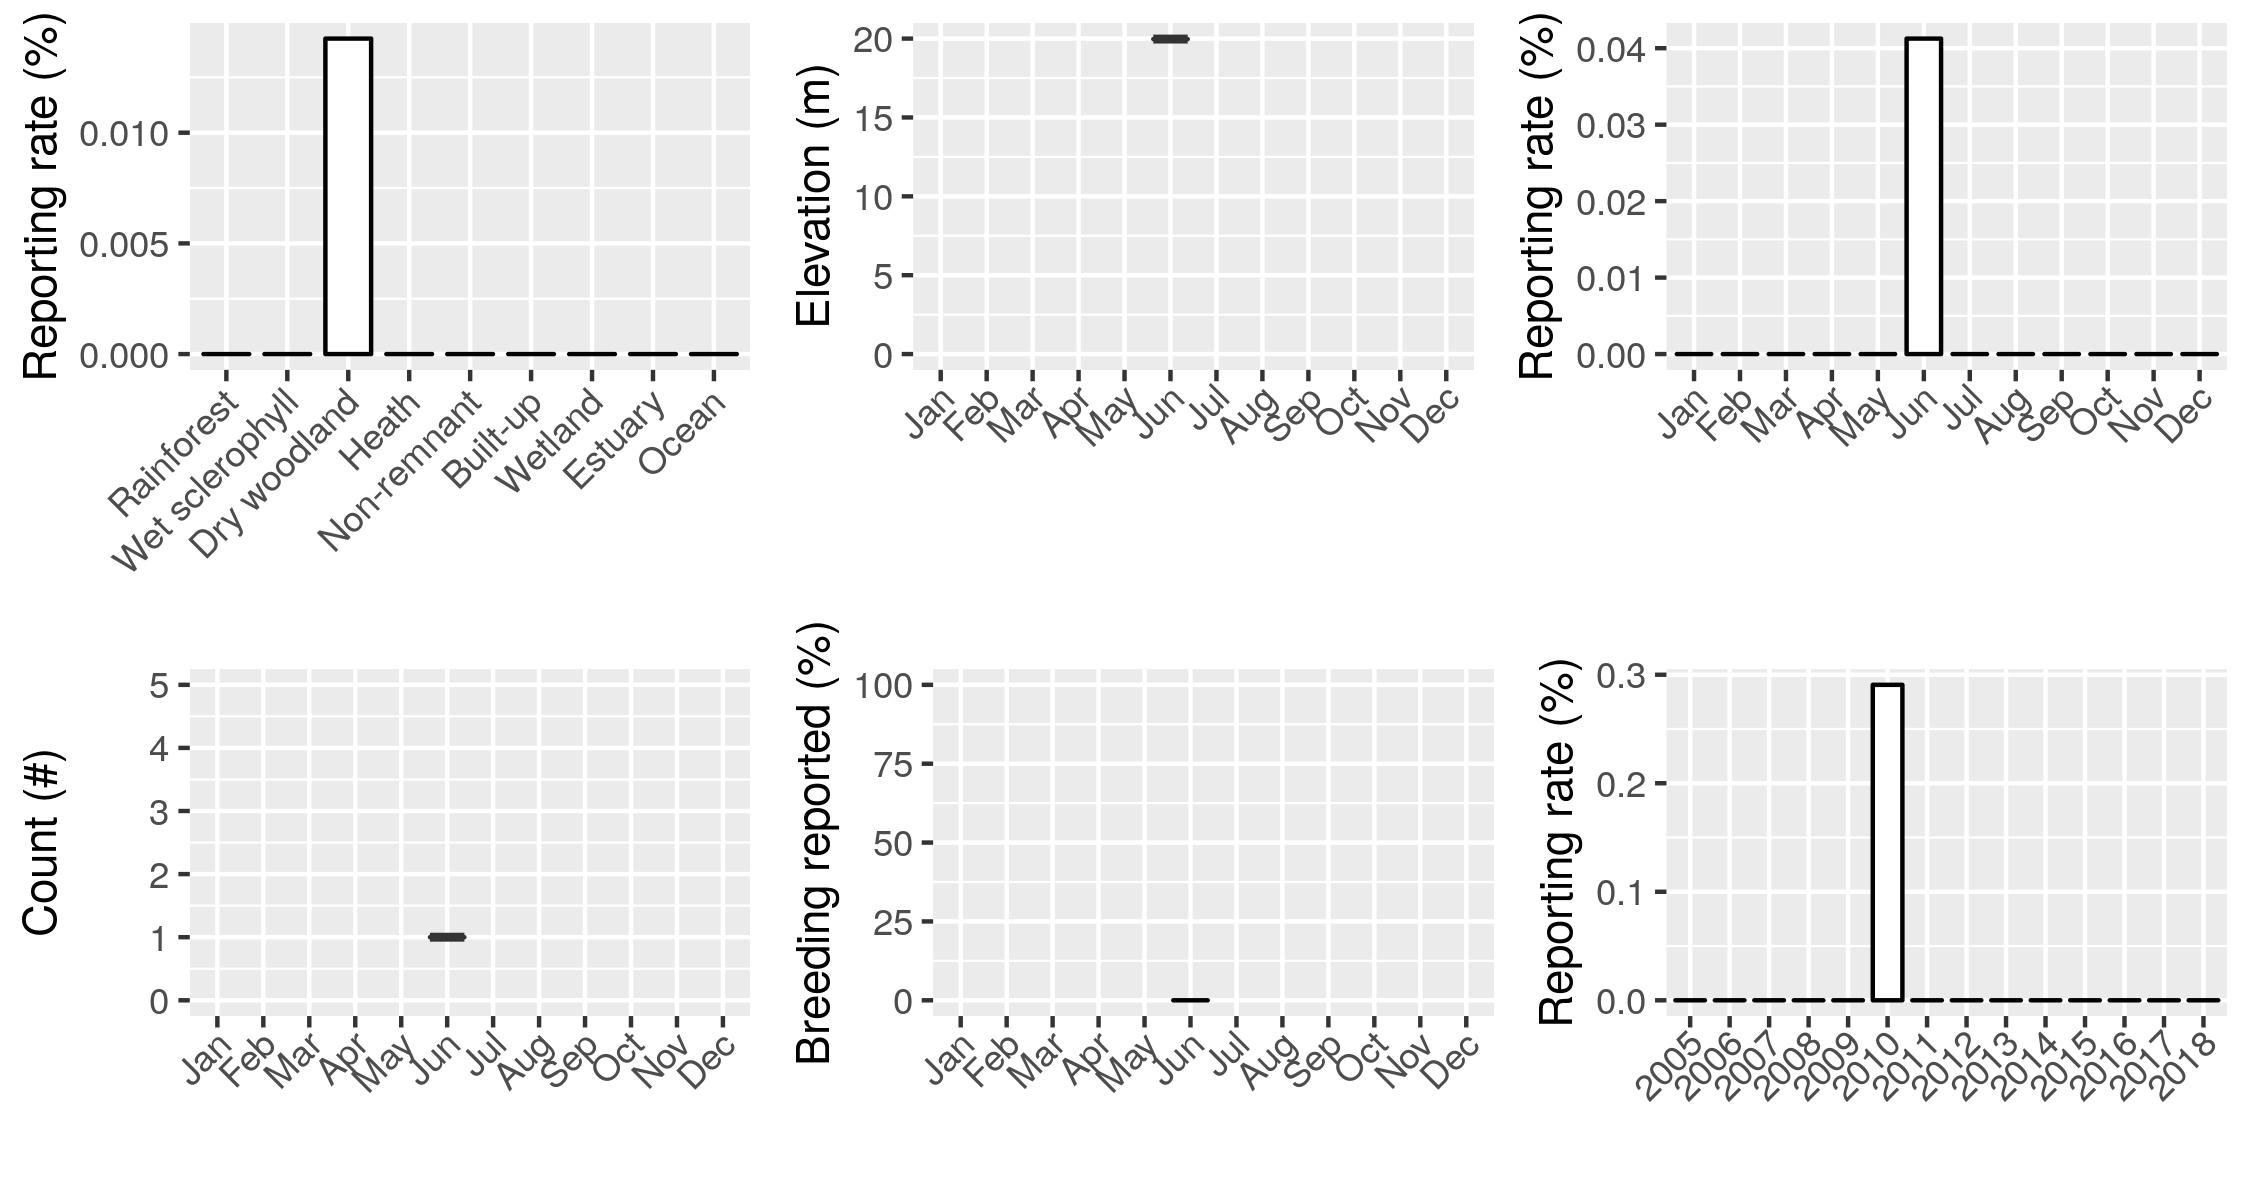 Reporting rate (%)
0.010
0.005
0.000
Rainforest
Wet sclerophyll
Dry woodland
Heath
Non-remnant
Built-up
Wetland
Estuary
Ocean
Elevation (m)
20
15
10
5
0
Jan
Feb
Mar
Apr
May
Jun
Jul
Aug
Sep
Oct
Nov
Dec
Reporting rate (%)
0.04
0.03
0.02
0.01
0.00
Jan
Feb
Mar
Apr
May
Jun
Jul
Aug
Sep
Oct
Nov
Dec
Count (#)
5
4
3
2
1
0
Jan
Feb
Mar
Apr
May
Jun
Jul
Aug
Sep
Oct
Nov
Dec
Breeding reported (%)
100
75
50
25
0
Jan
Feb
Mar
Apr
May
Jun
Jul
Aug
Sep
Oct
Nov
Dec
Reporting rate (%)
0.3
0.2
0.1
0.0
2005
2006
2007
2008
2009
2010
2011
2012
2013
2014
2015
2016
2017
2018